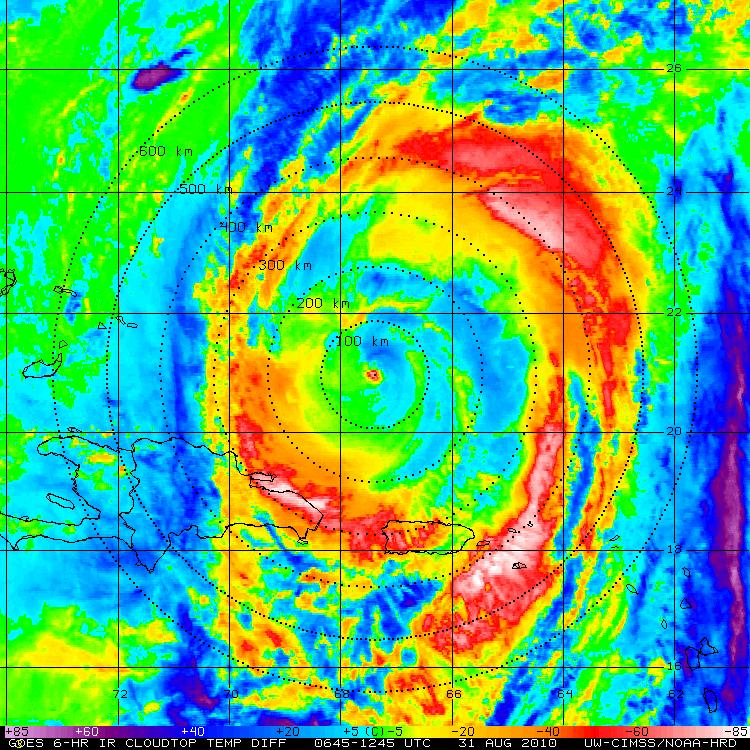 26
600 km
500 km
24
400 km
300 km
200 km
22
100 km
20
18
16
72 70 68 66 64 62
+85 +60 +40 +20 +5 (C) -5 -20 -40 -60 -85
GOES 6-HR IR CLOUDTOP TEMP DIFF 0645-1245 UTC 31 AUG 2010 UW-CIMSS/NOAA-HRD